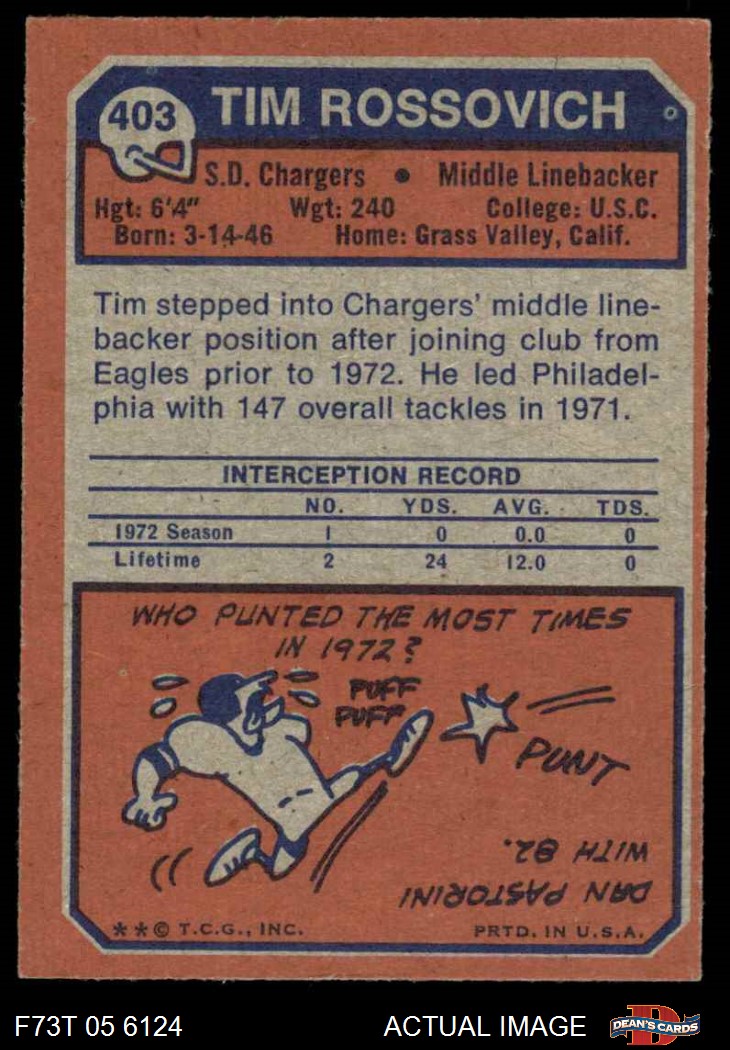 403 TIM ROSSOVICH
S.D. Chargers • Middle Linebacker
Hgt: 6'4" Wgt: 240 College: U.S.C.
Born: 3-14-46 Home: Grass Valley, Calif.
Tim stepped into Chargers' middle line-
backer position after joining club from
Eagles prior to 1972. He led Philadel-
phia with 147 overall tackles in 1971.
INTERCEPTION RECORD
NO. YDS. AVG. TDS.
1972 Season 1 0 0.0 0
Lifetime 2 24 12.0 0
WHO PUNTED THE MOST TIMES
IN 1972?
PUFF
PUFF
PUNT
DAN PASTORINI
WITH 82.
**© T.C.G., INC. PRTD. IN U.S.A.
F73T 05 6124 ACTUAL IMAGE D DEAN'S CARDS